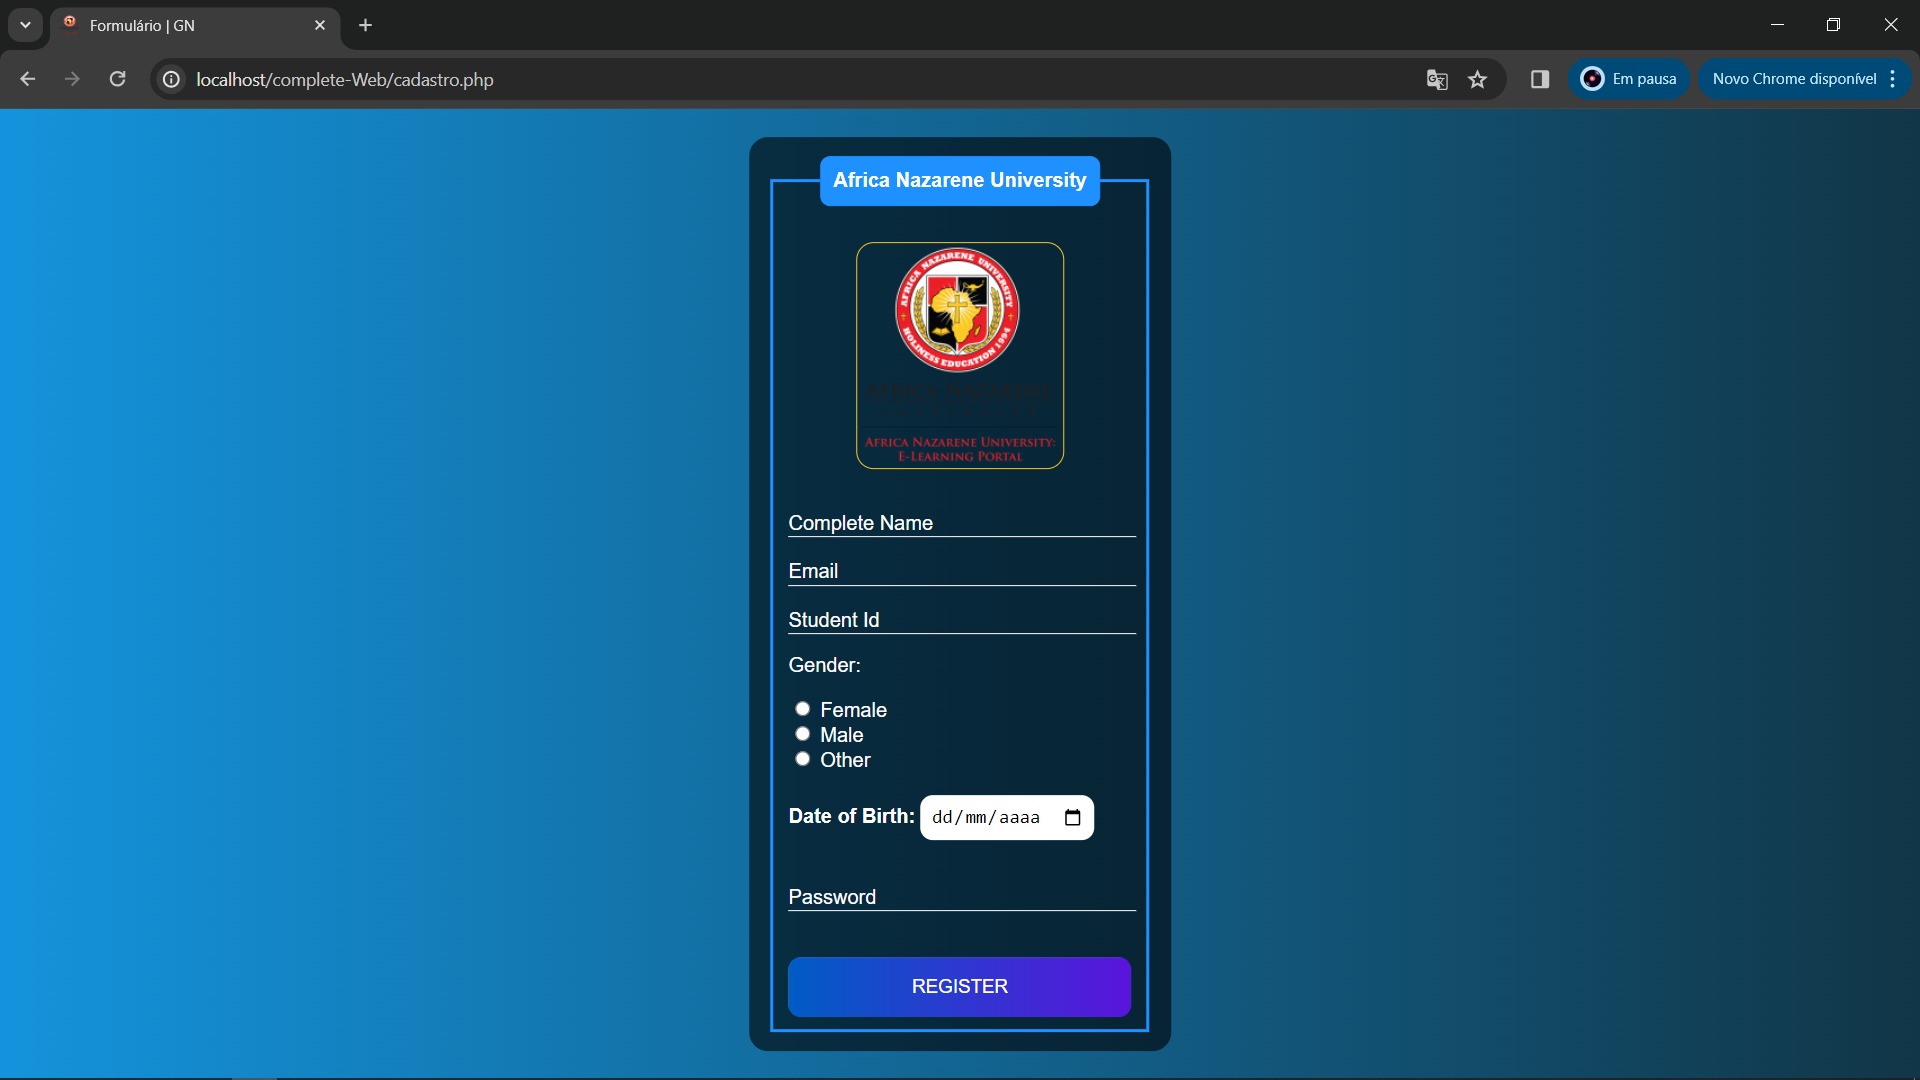 Formulário | GN
localhost/complete-Web/cadastro.php
Em pausa
Novo Chrome disponível
Africa Nazarene University
AFRICA NAZARENE UNIVERSITY
HOLINESS EDUCATION 1994
AFRICA NAZARENE
AFRICA NAZARENE UNIVERSITY:
E-LEARNING PORTAL
Complete Name
Email
Student Id
Gender:
Female
Male
Other
Date of Birth: dd/mm/aaaa
Password
REGISTER